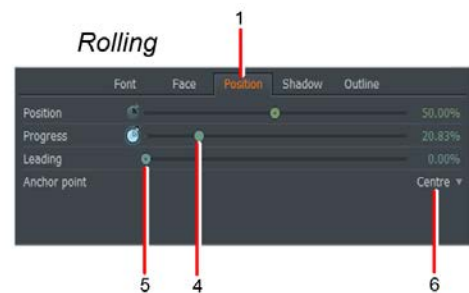 1
Rolling
Font Face Position Shadow Outline
Position 50.00%
Progress 20.83%
Leading 0.00%
Anchor point Centre
5 4 6